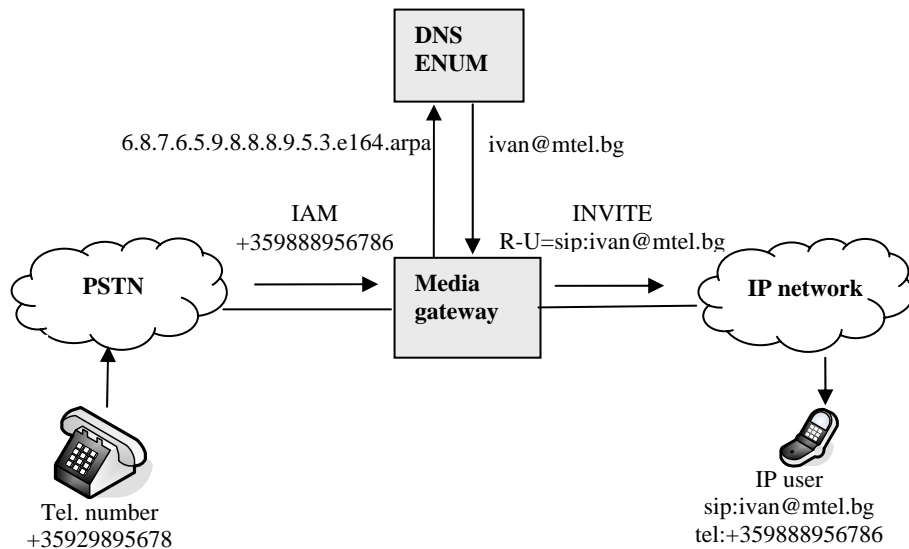 DNS
ENUM
6.8.7.6.5.9.8.8.8.9.5.3.e164.arpa
ivan@mtel.bg
IAM
+359888956786
INVITE
R-U=sip:ivan@mtel.bg
PSTN
Media
gateway
IP network
Tel. number
+35929895678
IP user
sip:ivan@mtel.bg
tel:+359888956786